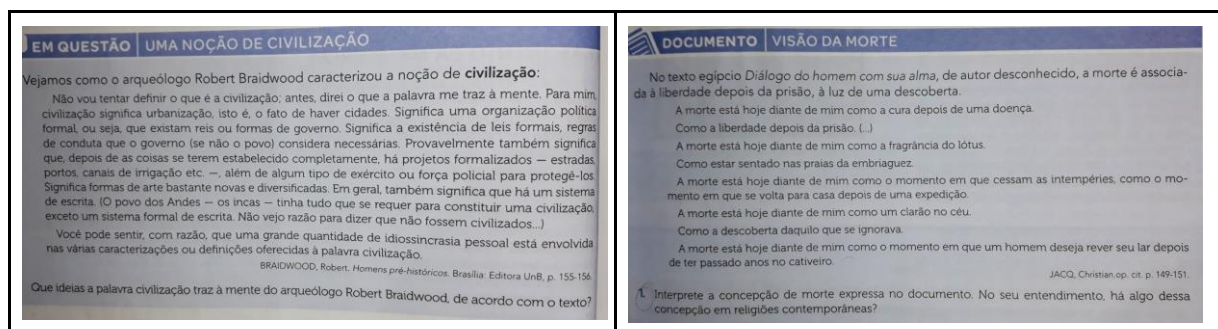 EM QUESTÃO UMA NOÇÃO DE CIVILIZAÇÃO
Vejamos como o arqueólogo Robert Braidwood caracterizou a noção de civilização:
Não vou tentar definir o que é a civilização; antes, direi o que a palavra me traz à mente. Para mim,
civilização significa urbanização, isto é, o fato de haver cidades. Significa uma organização política
formal, ou seja, que existam reis ou formas de governo. Significa a existência de leis formais, regras
de conduta que o governo (se não o povo) considera necessárias. Provavelmente também significa
que, depois de as coisas se terem estabelecido completamente, há projetos formalizados — estradas,
portos, canais de irrigação etc. —, além de algum tipo de exército ou força policial para protegê-los.
Significa formas de arte bastante novas e diversificadas. Em geral, também significa que há um sistema
de escrita. (O povo dos Andes — os incas — tinha tudo que se requer para constituir uma civilização,
exceto um sistema formal de escrita. Não vejo razão para dizer que não fossem civilizados...)
Você pode sentir, com razão, que uma grande quantidade de idiossincrasia pessoal está envolvida
nas várias caracterizações ou definições oferecidas à palavra civilização.
BRAIDWOOD, Robert. Homens pré-históricos. Brasília: Editora UnB, p. 155-156.
Que ideias a palavra civilização traz à mente do arqueólogo Robert Braidwood, de acordo com o texto?
DOCUMENTO VISÃO DA MORTE
No texto egípcio Diálogo do homem com sua alma, de autor desconhecido, a morte é associa-
da à liberdade depois da prisão, à luz de uma descoberta.
A morte está hoje diante de mim como a cura depois de uma doença.
Como a liberdade depois da prisão. (...)
A morte está hoje diante de mim como a fragrância do lótus.
Como estar sentado nas praias da embriaguez.
A morte está hoje diante de mim como o momento em que cessam as intempéries, como o mo-
mento em que se volta para casa depois de uma expedição.
A morte está hoje diante de mim como um clarão no céu.
Como a descoberta daquilo que se ignorava.
A morte está hoje diante de mim como o momento em que um homem deseja rever seu lar depois
de ter passado anos no cativeiro.
JACQ, Christian op. cit. p. 149-151.
1. Interprete a concepção de morte expressa no documento. No seu entendimento, há algo dessa
concepção em religiões contemporâneas?